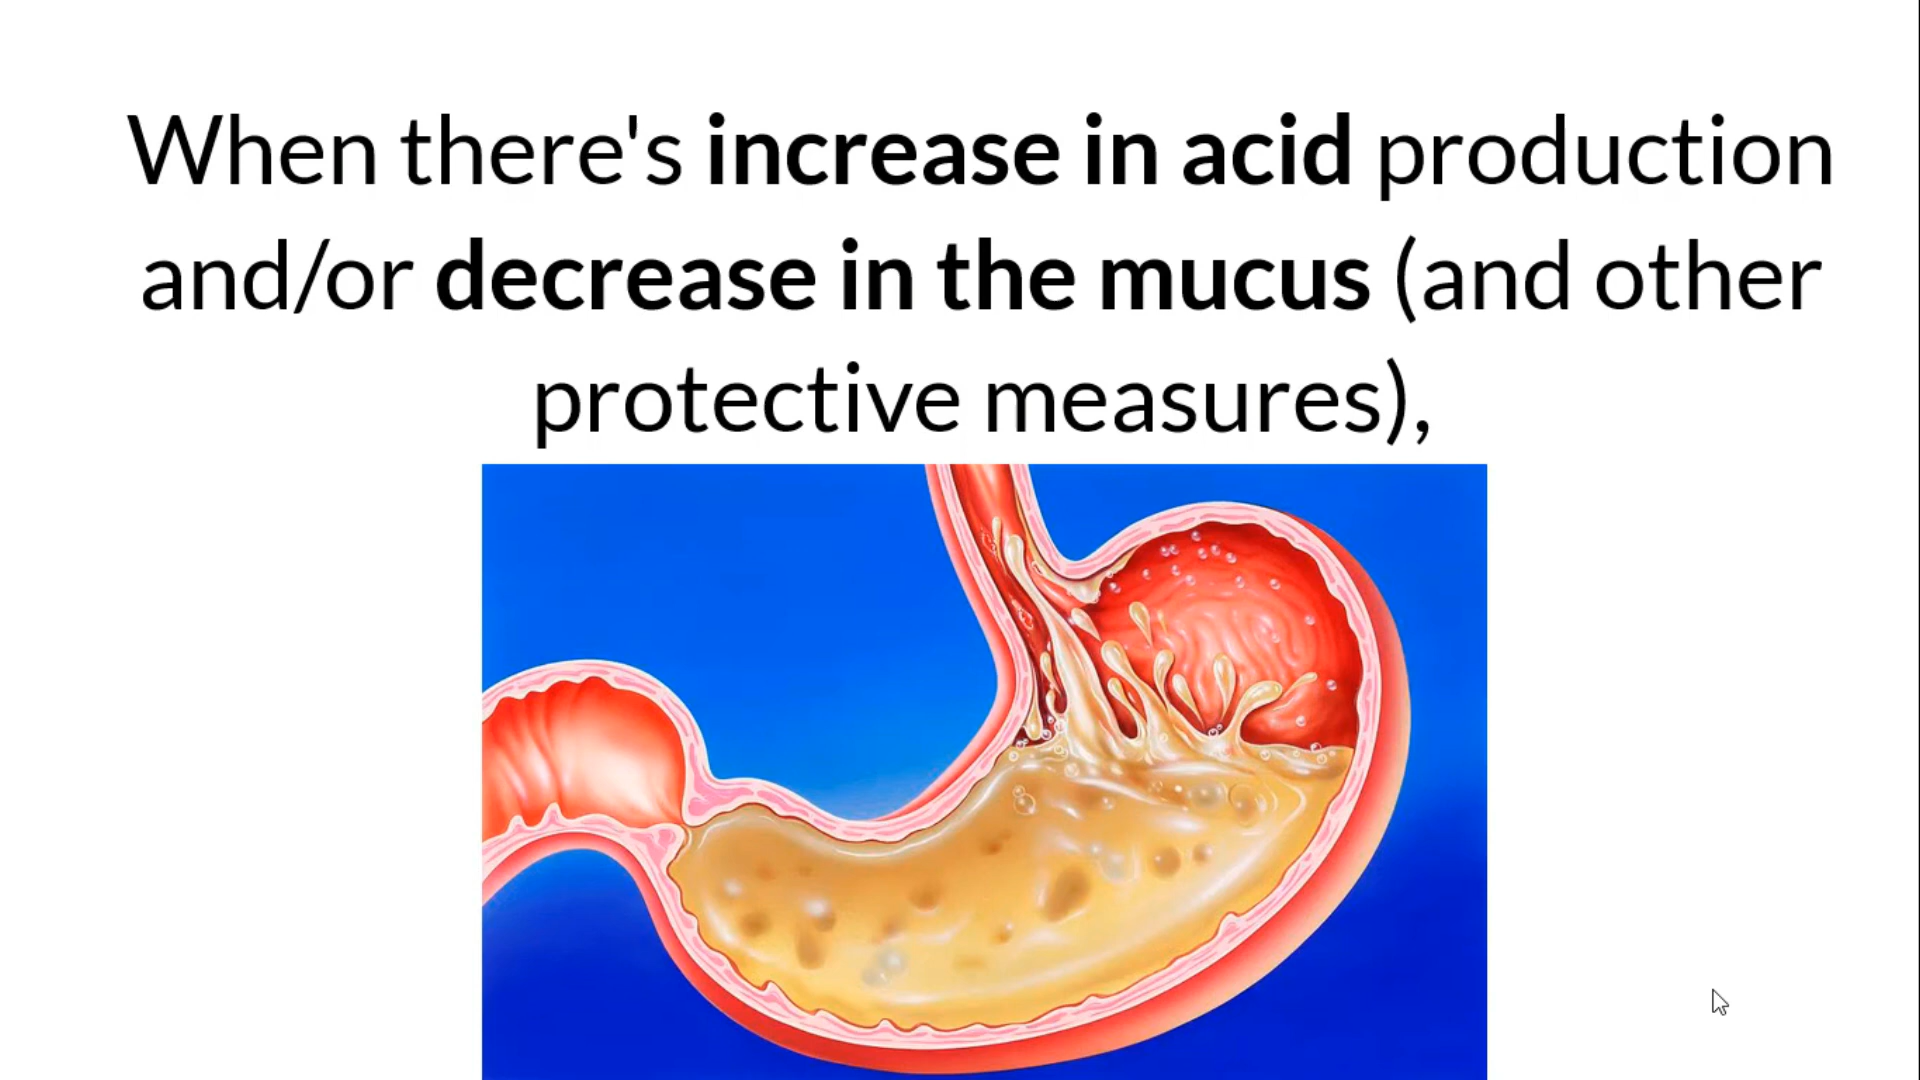 When there's increase in acid production
and/or decrease in the mucus (and other
protective measures),